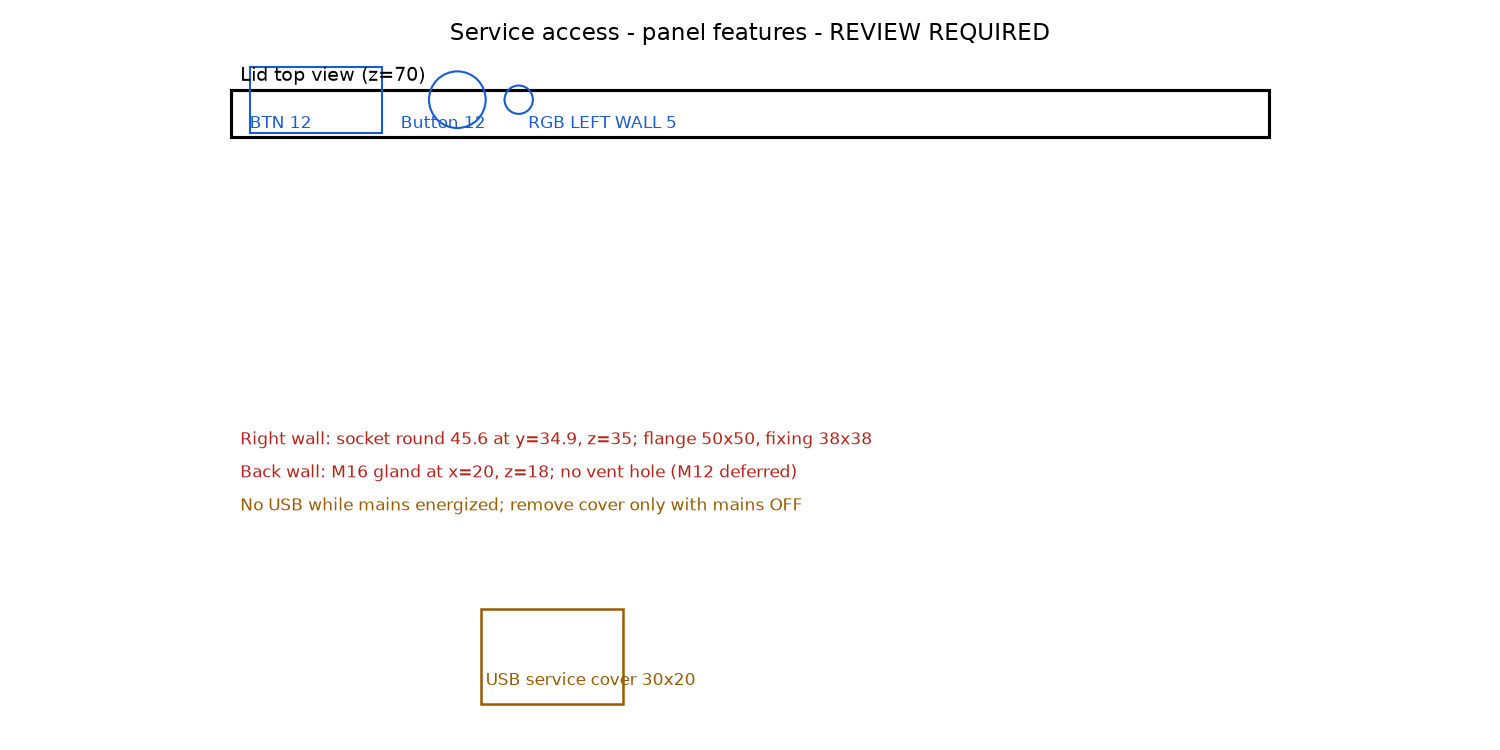 Service access - panel features - REVIEW REQUIRED
Lid top view (z=70)
BTN 12
Button 12
RGB LEFT WALL 5
Right wall: socket round 45.6 at y=34.9, z=35; flange 50x50, fixing 38x38
Back wall: M16 gland at x=20, z=18; no vent hole (M12 deferred)
No USB while mains energized; remove cover only with mains OFF
USB service cover 30x20